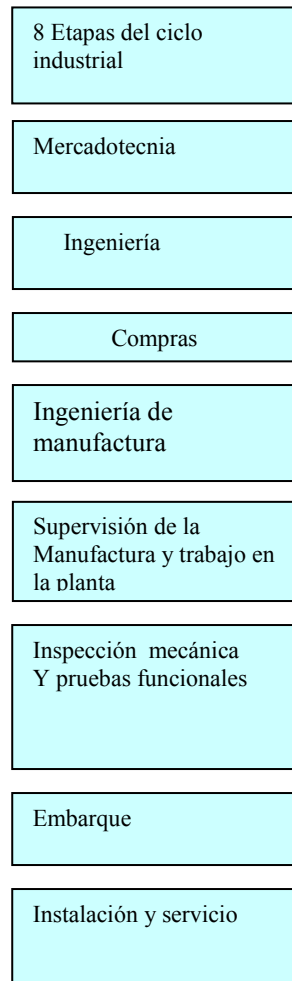 8 Etapas del ciclo
industrial
Mercadotecnia
Ingeniería
Compras
Ingeniería de
manufactura
Supervisión de la
Manufactura y trabajo en
la planta
Inspección mecánica
Y pruebas funcionales
Embarque
Instalación y servicio